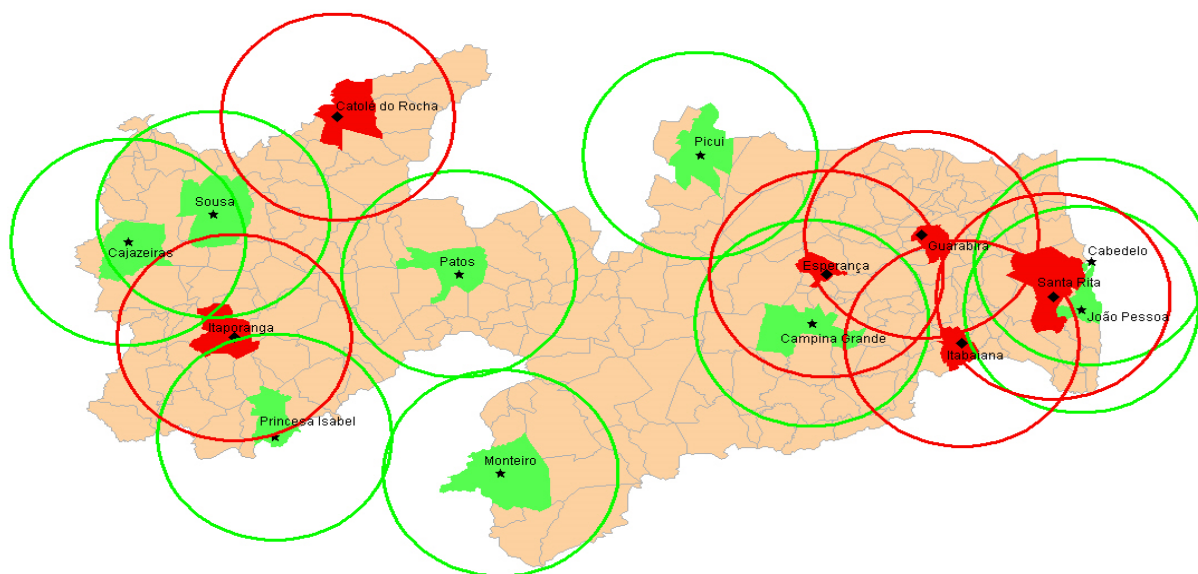 Catolé do Rocha
Picuí
Sousa
Cajazeiras
Guarabira
Patos
Esperança
Cabedelo
Santa Rita
Itaporanga
João Pessoa
Campina Grande
Itabaiana
Princesa Isabel
Monteiro